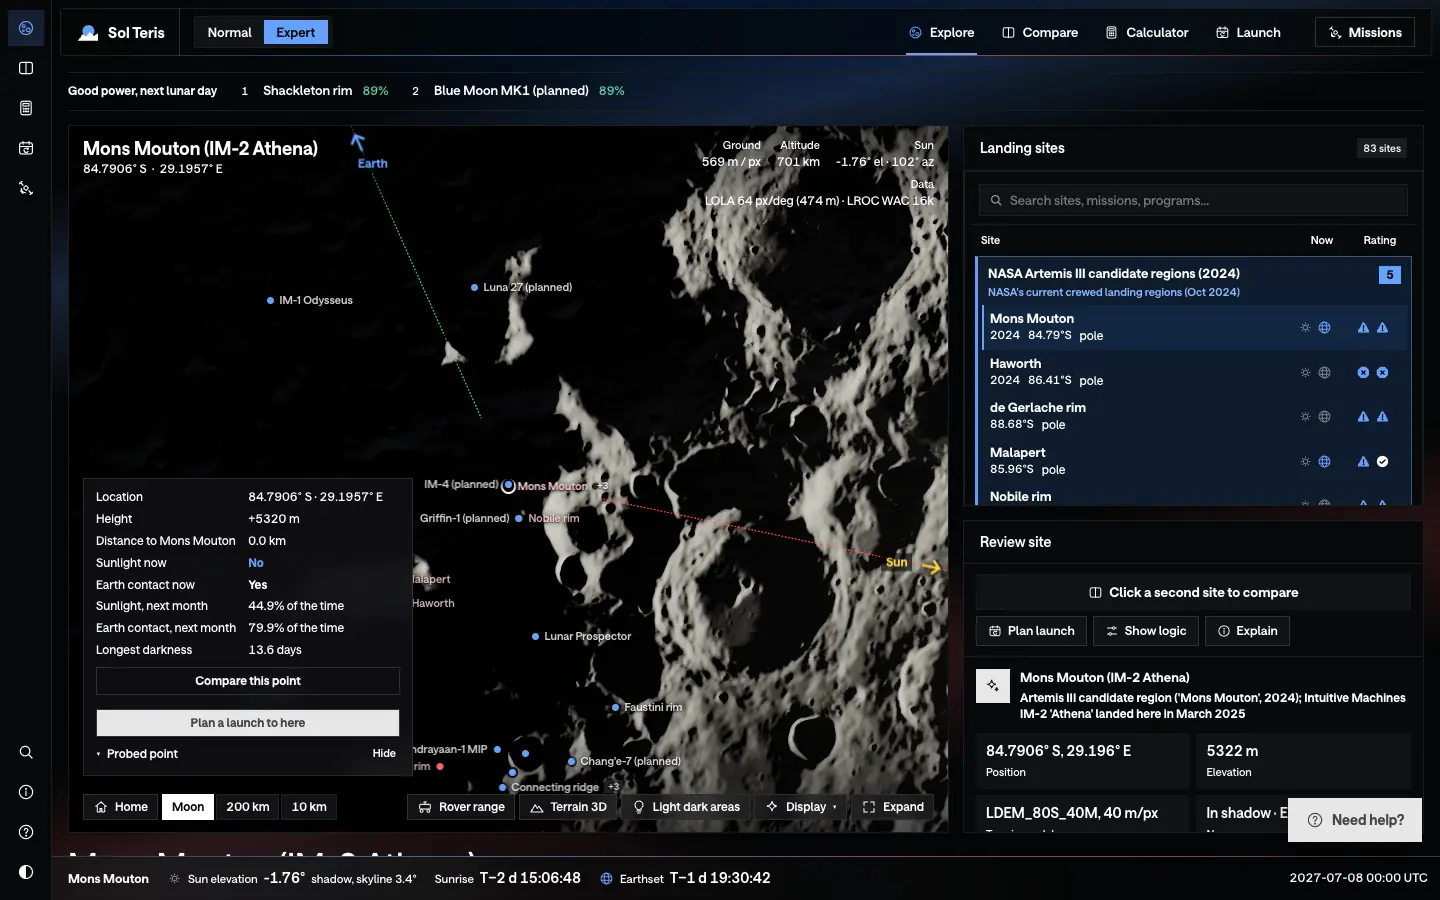 Sol Teris
Normal
Expert
Explore
Compare
Calculator
Launch
Missions
Good power, next lunar day
1 Shackleton rim 89%
2 Blue Moon MK1 (planned) 89%
Mons Mouton (IM-2 Athena)
84.7906° S · 29.1957° E
Earth
Ground Altitude Sun
569 m / px 701 km -1.76° el · 102° az
Data
LOLA 64 px/deg (474 m) · LROC WAC 16K
Luna 27 (planned)
IM-1 Odysseus
IM-4 (planned)
Mons Mouton +3
Griffin-1 (planned)
Nobile rim
Sun
alapert
Haworth
Lunar Prospector
Faustini rim
ndrayaan-1 MIP
Chang'e-7 (planned)
rim
Connecting ridge +3
Location 84.7906° S · 29.1957° E
Height +5320 m
Distance to Mons Mouton 0.0 km
Sunlight now No
Earth contact now Yes
Sunlight, next month 44.9% of the time
Earth contact, next month 79.9% of the time
Longest darkness 13.6 days
Compare this point
Plan a launch to here
Probed point
Hide
Home
Moon
200 km
10 km
Rover range
Terrain 3D
Light dark areas
Display
Expand
Landing sites
83 sites
Search sites, missions, programs...
Site Now Rating
NASA Artemis III candidate regions (2024) 5
NASA's current crewed landing regions (Oct 2024)
Mons Mouton
2024 84.79°S pole
Haworth
2024 86.41°S pole
de Gerlache rim
88.68°S pole
Malapert
85.96°S pole
Nobile rim
Review site
Click a second site to compare
Plan launch
Show logic
Explain
Mons Mouton (IM-2 Athena)
Artemis III candidate region ('Mons Mouton', 2024); Intuitive Machines
IM-2 'Athena' landed here in March 2025
84.7906° S, 29.196° E
Position
5322 m
Elevation
LDEM_80S_40M, 40 m/px
In shadow · E
Need help?
Mons Mouton (IM-2 Athena)
Mons Mouton
Sun elevation -1.76° shadow, skyline 3.4°
Sunrise T−2 d 15:06:48
Earthset T−1 d 19:30:42
2027-07-08 00:00 UTC